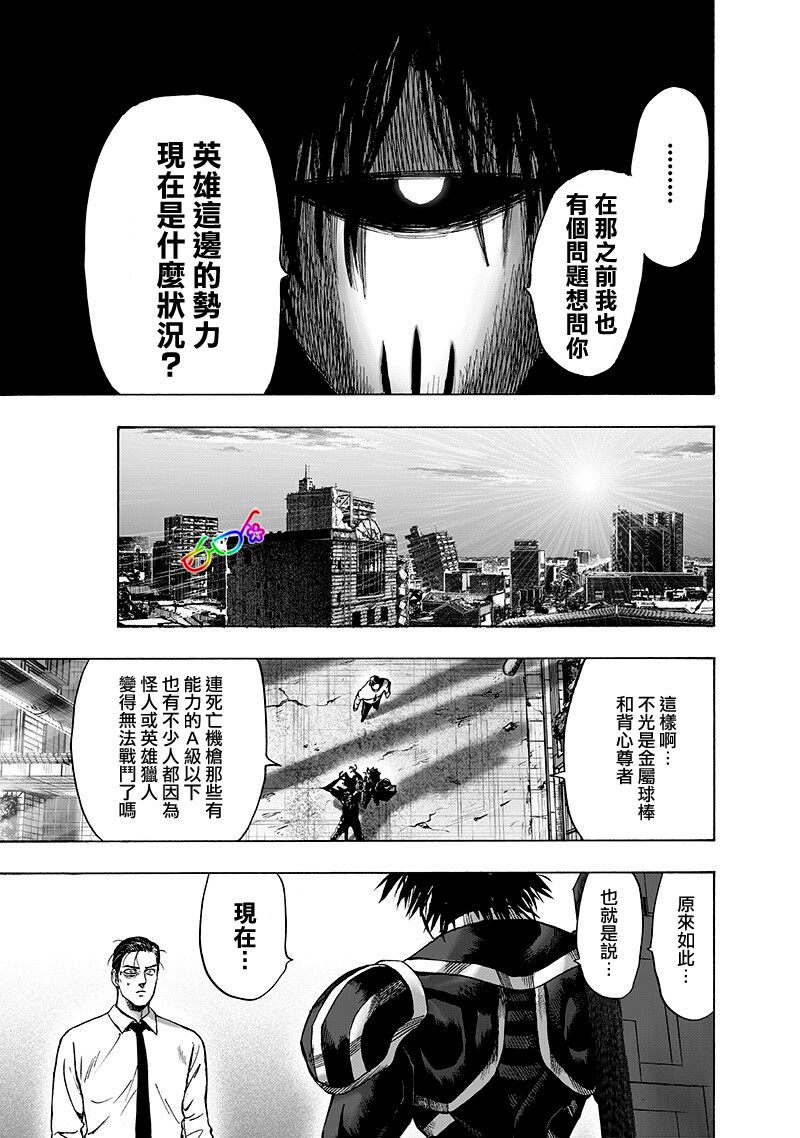 ………
在那之前我也
有個問題想問你
英雄這邊的勢力
現在是什麼狀況？
這樣啊…
不光是金屬球棒
和背心尊者
連死亡機槍那些有
能力的A級以下
也有不少人都因為
怪人或英雄獵人
變得無法戰鬥了嗎
原來如此…
也就是説…
現在…